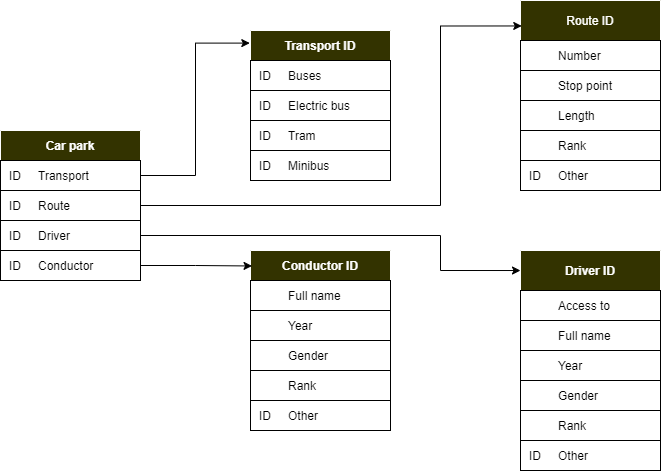 Car park
ID Transport
ID Route
ID Driver
ID Conductor
Transport ID
ID Buses
ID Electric bus
ID Tram
ID Minibus
Route ID
Number
Stop point
Length
Rank
ID Other
Conductor ID
Full name
Year
Gender
Rank
ID Other
Driver ID
Access to
Full name
Year
Gender
Rank
ID Other